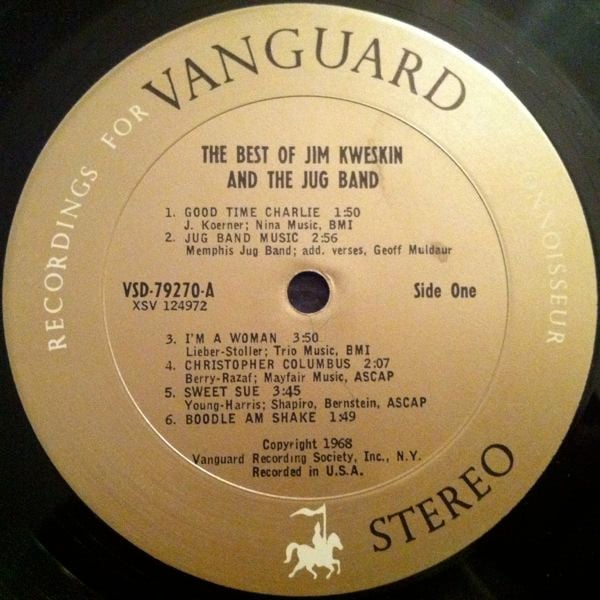 RECORDINGS FOR
VANGUARD
CONNOISSEUR
THE BEST OF JIM KWESKIN
AND THE JUG BAND
1. GOOD TIME CHARLIE 1:50
J. Koerner; Nina Music, BMI
2. JUG BAND MUSIC 2:56
Memphis Jug Band; add. verses, Geoff Muldaur
VSD-79270-A
XSV 124972
Side One
3. I'M A WOMAN 3:50
Lieber-Stoller; Trio Music, BMI
4. CHRISTOPHER COLUMBUS 2:07
Berry-Razaf; Mayfair Music, ASCAP
5. SWEET SUE 3:45
Young-Harris; Shapiro, Bernstein, ASCAP
6. BOODLE AM SHAKE 1:49
Copyright 1968
Vanguard Recording Society, Inc., N.Y.
Recorded in U.S.A.
STEREO